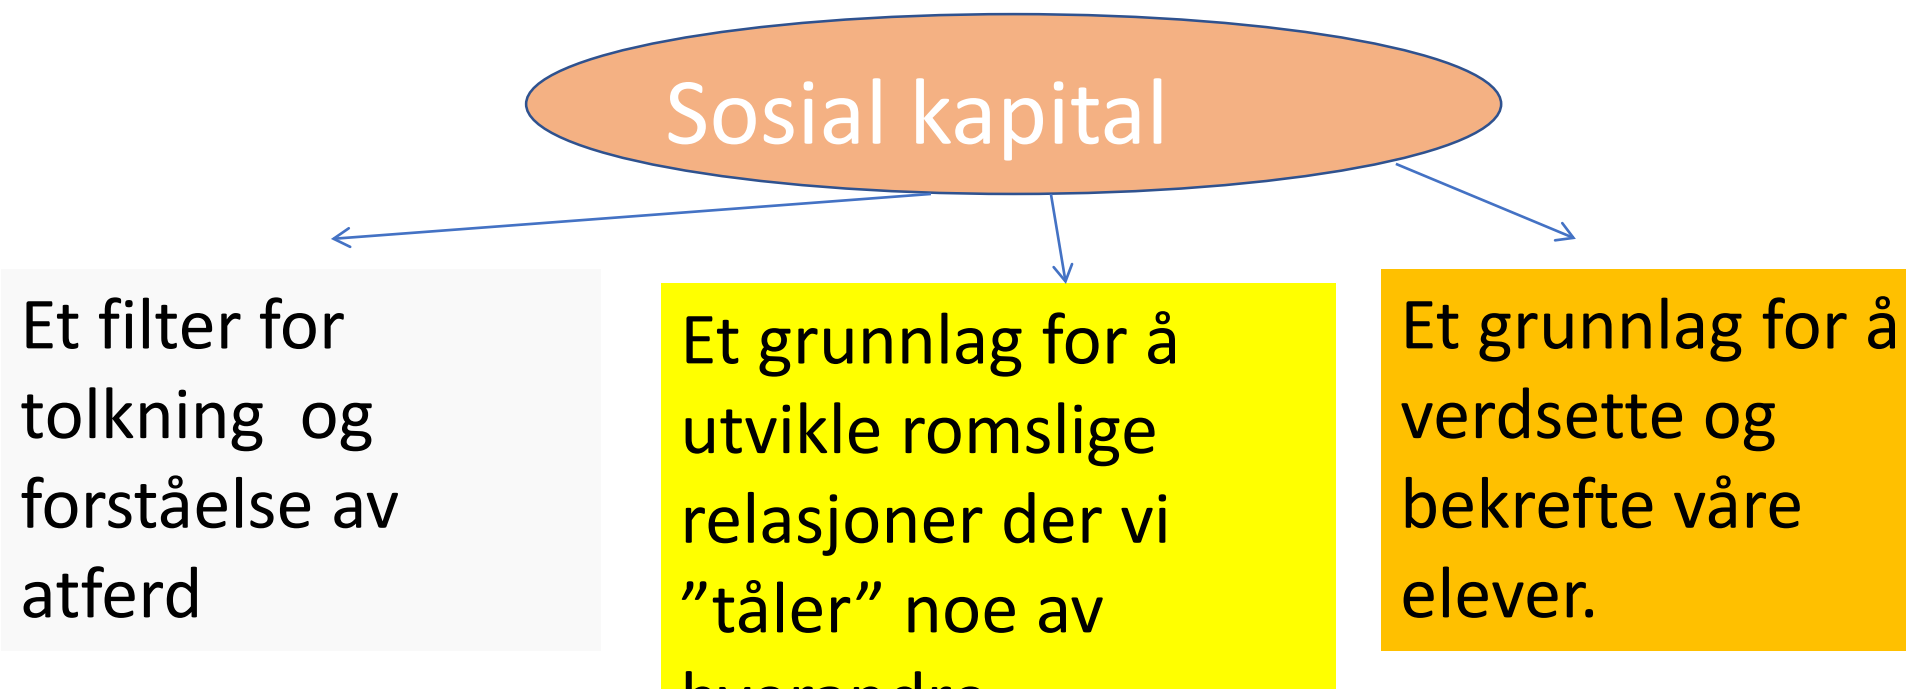 Sosial kapital
Et filter for
tolkning  og
forståelse av
atferd
Et grunnlag for å
utvikle romslige
relasjoner der vi
”tåler” noe av
Et grunnlag for å
verdsette og
bekrefte våre
elever.